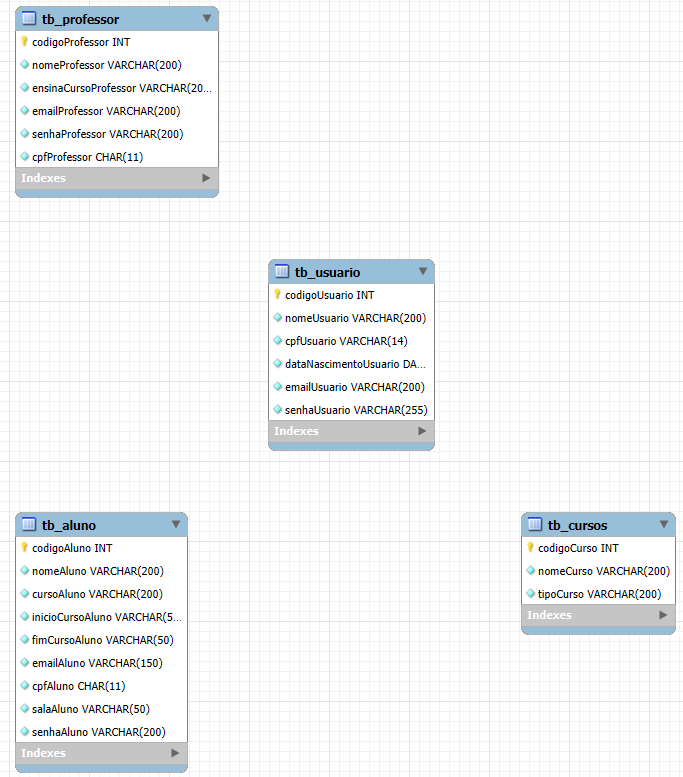 tb_professor
codigoProfessor INT
nomeProfessor VARCHAR(200)
ensinaCursoProfessor VARCHAR(20...
emailProfessor VARCHAR(200)
senhaProfessor VARCHAR(200)
cpfProfessor CHAR(11)
Indexes
tb_usuario
codigoUsuario INT
nomeUsuario VARCHAR(200)
cpfUsuario VARCHAR(14)
dataNascimentoUsuario DA...
emailUsuario VARCHAR(200)
senhaUsuario VARCHAR(255)
Indexes
tb_aluno
codigoAluno INT
nomeAluno VARCHAR(200)
cursoAluno VARCHAR(200)
inicioCursoAluno VARCHAR(5...
fimCursoAluno VARCHAR(50)
emailAluno VARCHAR(150)
cpfAluno CHAR(11)
salaAluno VARCHAR(50)
senhaAluno VARCHAR(200)
Indexes
tb_cursos
codigoCurso INT
nomeCurso VARCHAR(200)
tipoCurso VARCHAR(200)
Indexes